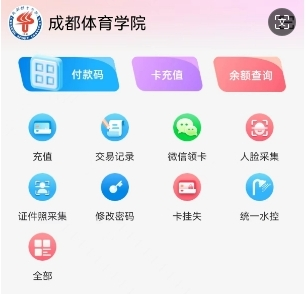 成都体育学院
付款码 卡充值 余额查询
充值 交易记录 微信领卡 人脸采集
证件照采集 修改密码 卡挂失 统一水控
全部